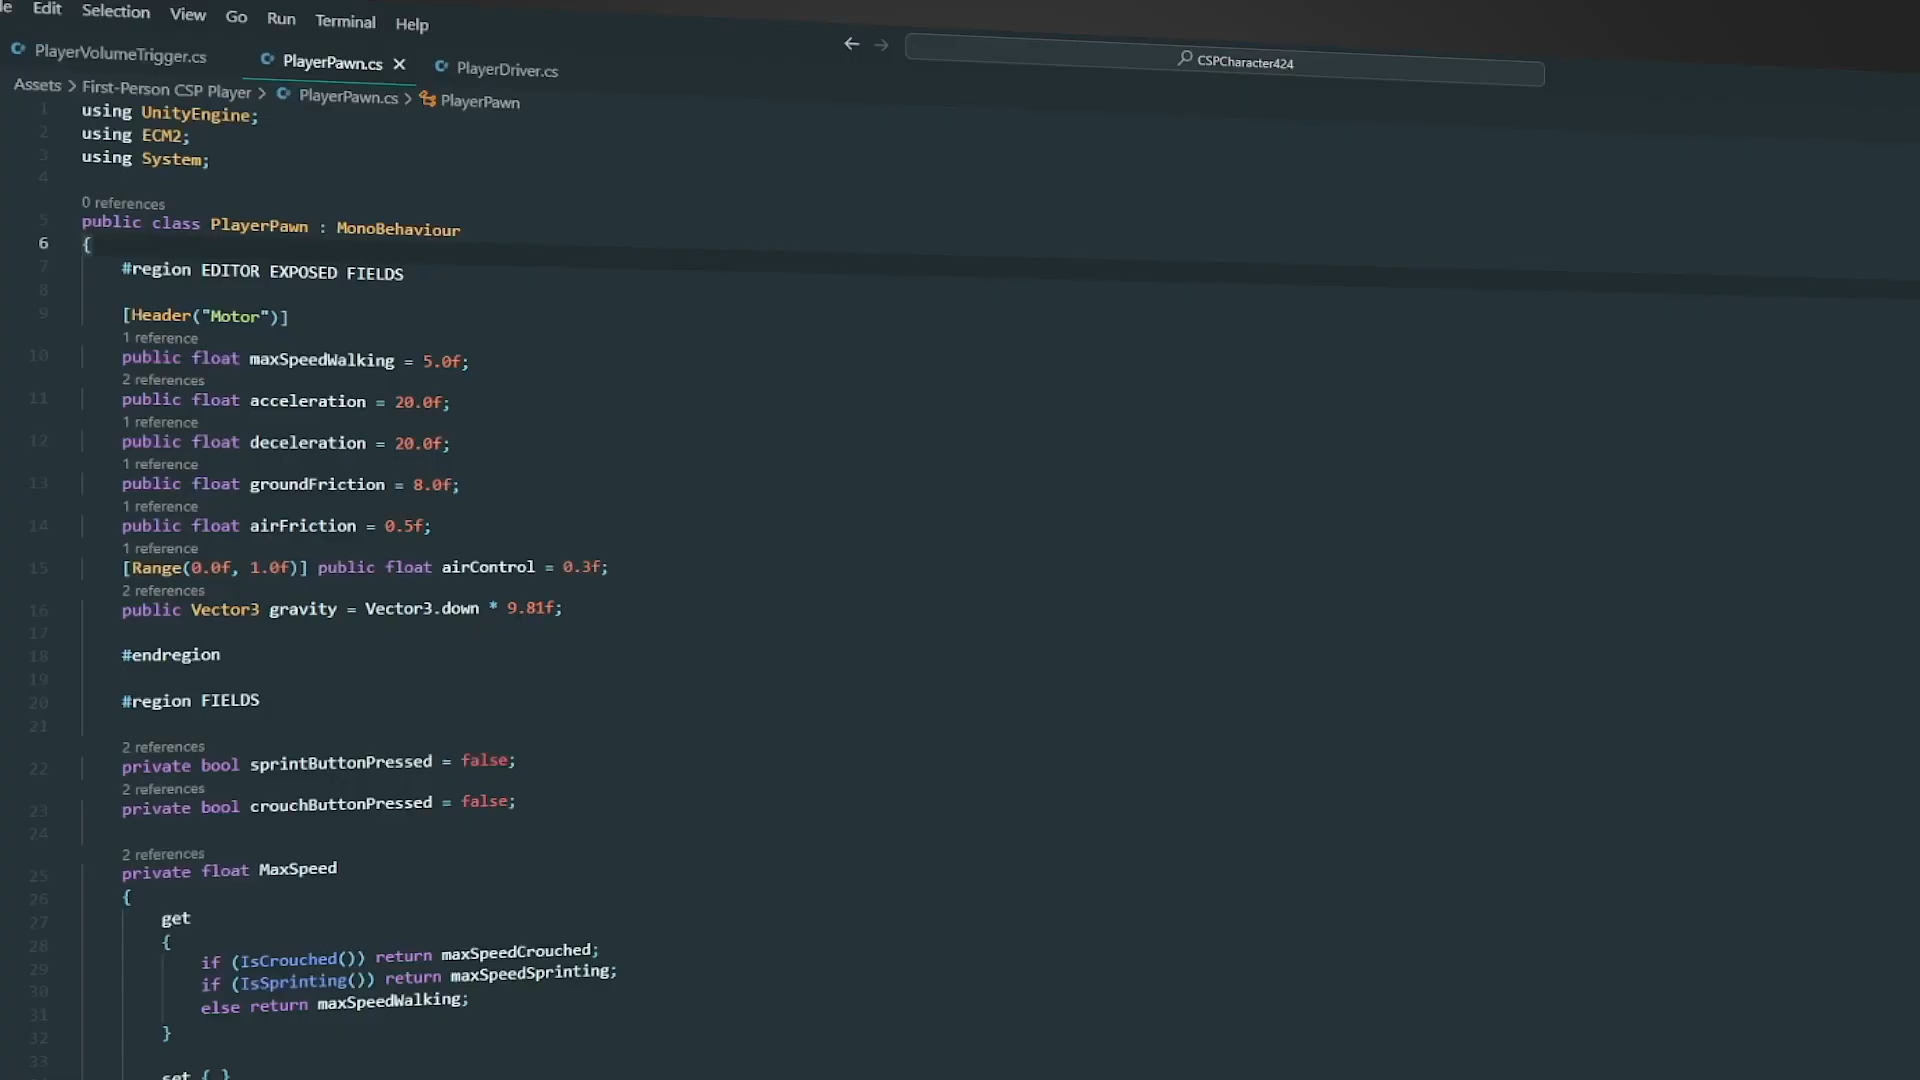 Edit Selection View Go Run Terminal Help
CSPCharacter424
PlayerVolumeTrigger.cs PlayerPawn.cs PlayerDriver.cs
Assets > First-Person CSP Player > PlayerPawn.cs > PlayerPawn
1 using UnityEngine;
2 using ECM2;
3 using System;
4
0 references
5 public class PlayerPawn : MonoBehaviour
6 {
7 #region EDITOR EXPOSED FIELDS
8
9 [Header("Motor")]
1 reference
10 public float maxSpeedWalking = 5.0f;
2 references
11 public float acceleration = 20.0f;
1 reference
12 public float deceleration = 20.0f;
1 reference
13 public float groundFriction = 8.0f;
1 reference
14 public float airFriction = 0.5f;
1 reference
15 [Range(0.0f, 1.0f)] public float airControl = 0.3f;
2 references
16 public Vector3 gravity = Vector3.down * 9.81f;
17
18 #endregion
19
20 #region FIELDS
21
2 references
22 private bool sprintButtonPressed = false;
2 references
23 private bool crouchButtonPressed = false;
24
2 references
25 private float MaxSpeed
26 {
27 get
28 {
29 if (IsCrouched()) return maxSpeedCrouched;
30 if (IsSprinting()) return maxSpeedSprinting;
31 else return maxSpeedWalking;
32 }
33
set { }